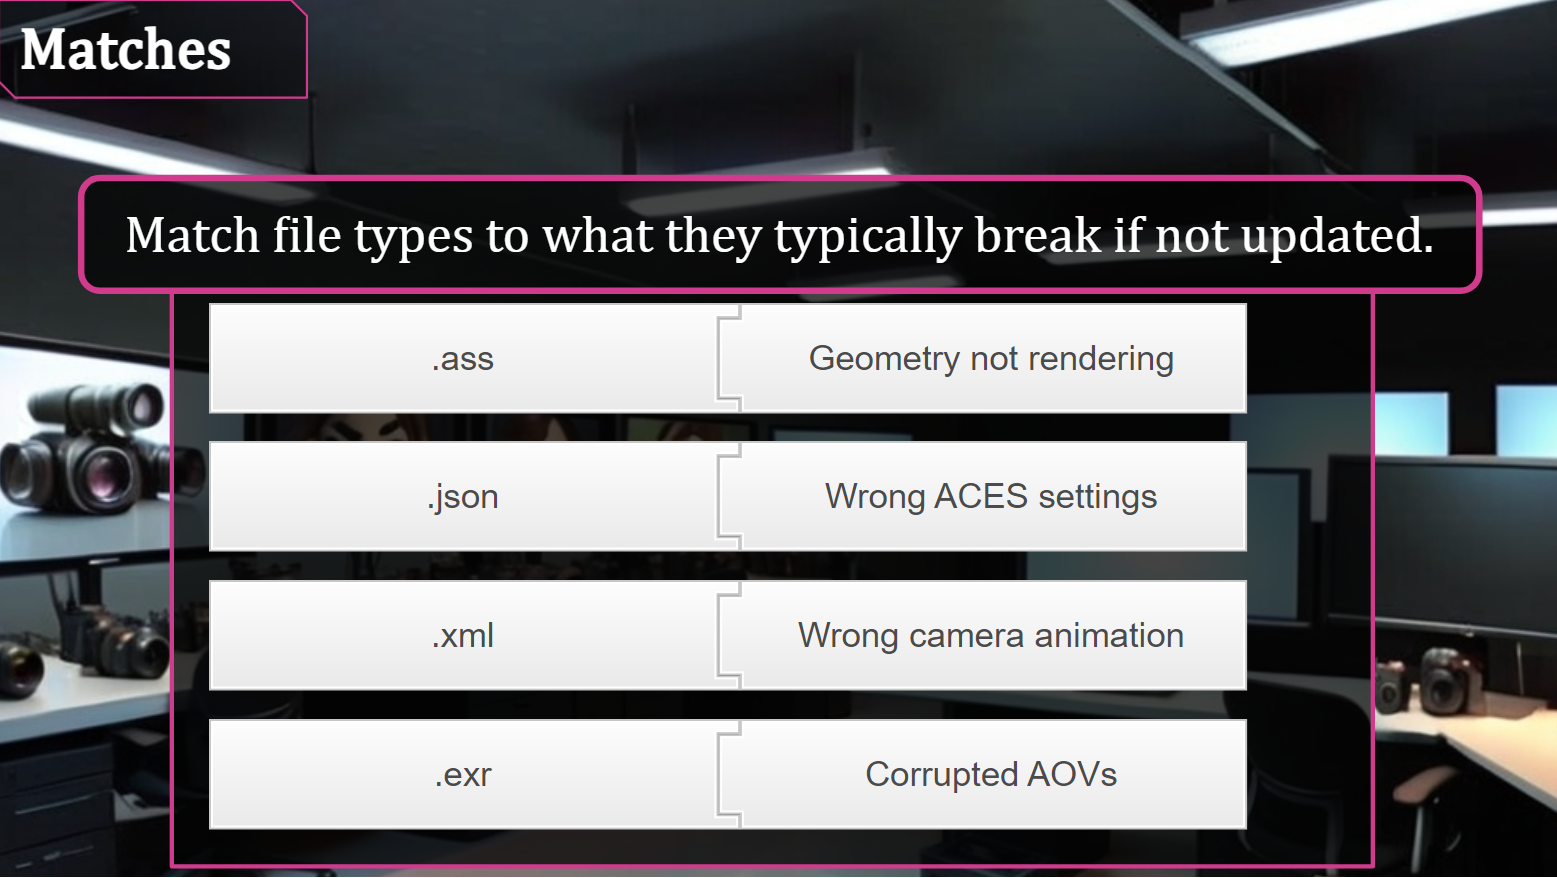 Matches
Match file types to what they typically break if not updated.
.ass
Geometry not rendering
.json
Wrong ACES settings
.xml
Wrong camera animation
.exr
Corrupted AOVs